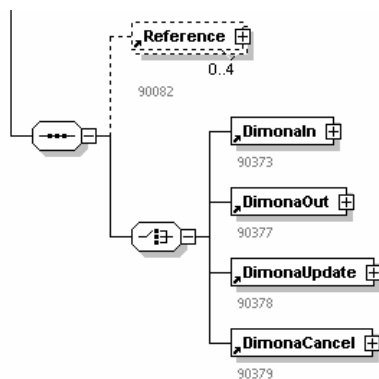 Reference
0..4
90082
DimonaIn
90373
DimonaOut
90377
DimonaUpdate
90378
DimonaCancel
90379